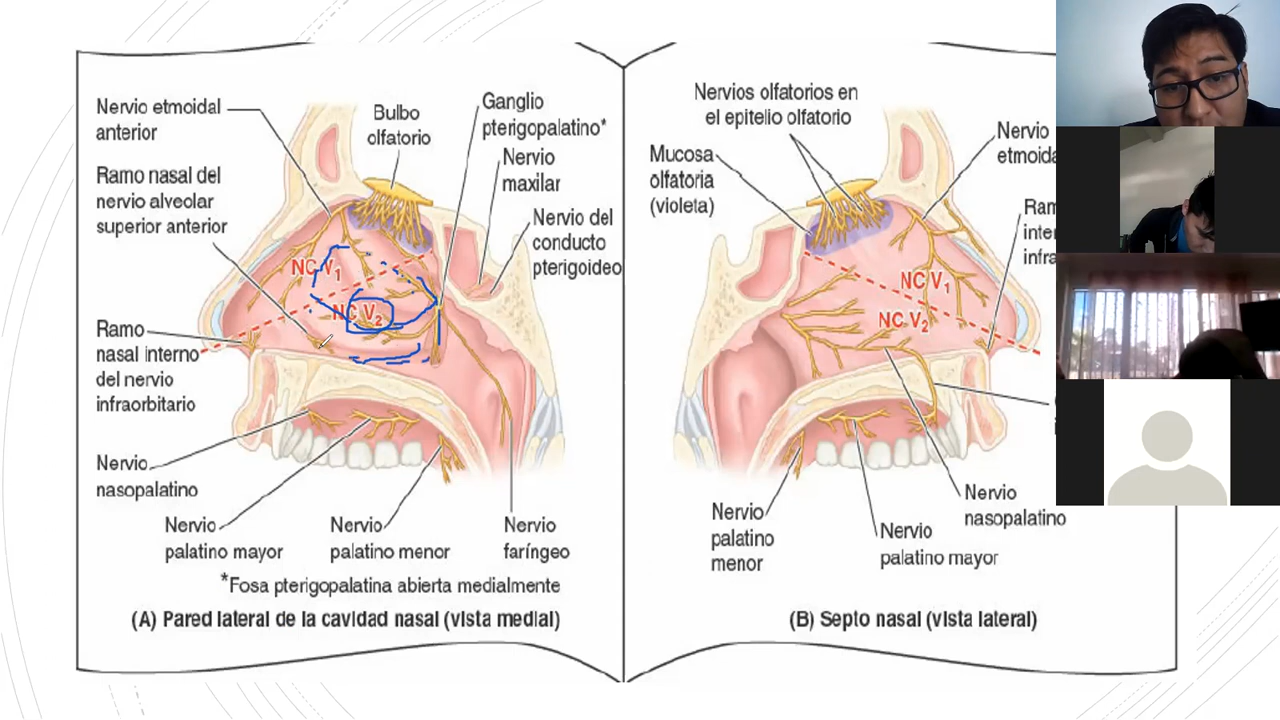 Nervio etmoidal
anterior
Bulbo
olfatorio
Ganglio
pterigopalatino*
Nervio
maxilar
Ramo nasal del
nervio alveolar
superior anterior
Nervio del
conducto
pterigoideo
NC V1
NC V2
Ramo
nasal interno
del nervio
infraorbitario
Nervio
nasopalatino
Nervio
palatino mayor
Nervio
palatino menor
Nervio
faríngeo
*Fosa pterigopalatina abierta medialmente
(A) Pared lateral de la cavidad nasal (vista medial)
Nervios olfatorios en
el epitelio olfatorio
Mucosa
olfatoria
(violeta)
Nervio
etmoida
Ram
inte
infra
NC V1
NC V2
Nervio
palatino
menor
Nervio
palatino mayor
Nervio
nasopalatino
(B) Septo nasal (vista lateral)